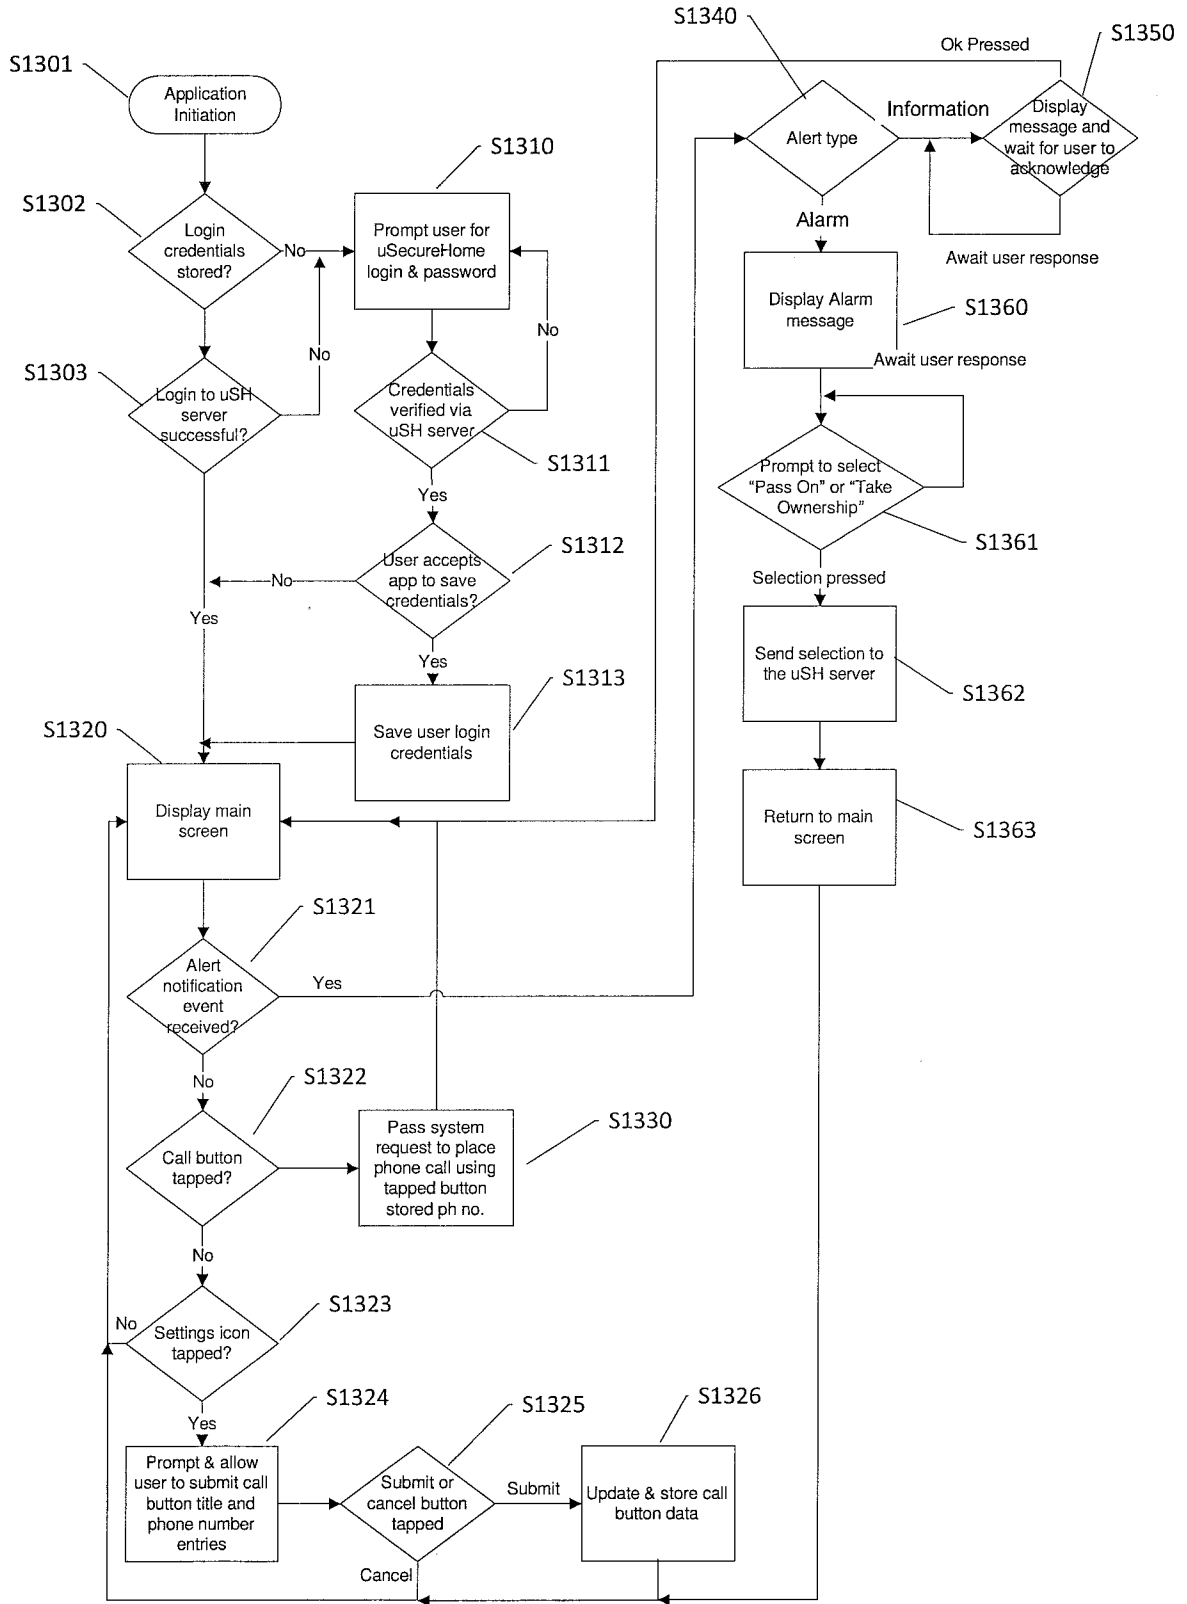 S1301
Application
Initiation
S1302
Login
credentials
stored?
No
S1303
Login to uSH
server
successful?
No
Yes
S1310
Prompt user for
uSecureHome
login & password
No
Credentials
verified via
uSH server
S1311
Yes
S1312
User accepts
app to save
credentials?
No
Yes
S1313
Save user login
credentials
S1320
Display main
screen
S1321
Alert
notification
event
received?
Yes
No
S1322
Call button
tapped?
No
S1330
Pass system
request to place
phone call using
tapped button
stored ph no.
S1323
Settings icon
tapped?
No
Yes
S1324
Prompt & allow
user to submit call
button title and
phone number
entries
S1325
Submit or
cancel button
tapped
Submit
Cancel
S1326
Update & store call
button data
S1340
Alert type
Information
Ok Pressed
S1350
Display
message and
wait for user to
acknowledge
Await user response
Alarm
Display Alarm
message
S1360
Await user response
Prompt to select
"Pass On" or "Take
Ownership"
S1361
Selection pressed
Send selection to
the uSH server
S1362
Return to main
screen
S1363